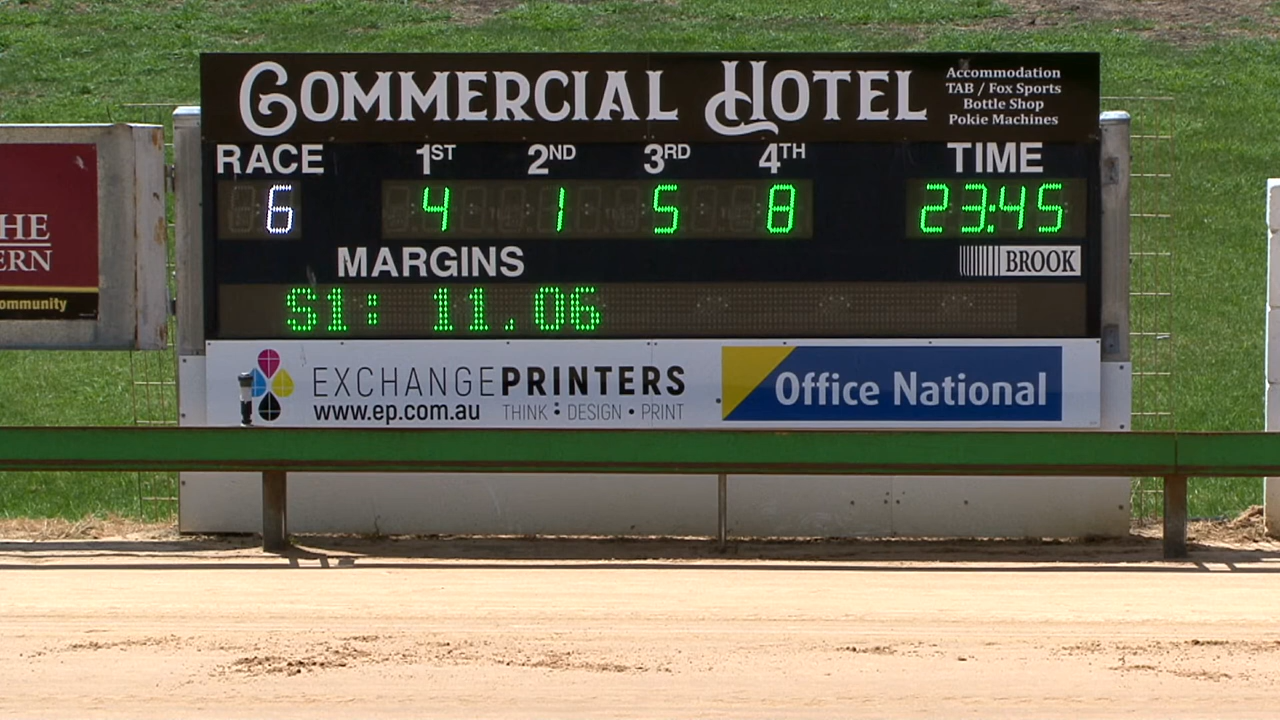 COMMERCIAL HOTEL
Accommodation
TAB / Fox Sports
Bottle Shop
Pokie Machines
RACE 1ST 2ND 3RD 4TH TIME
6 4 1 5 8 23:45
MARGINS
BROOK
S1: 11.06
HE
ERN
ommunity
EXCHANGEPRINTERS
www.ep.com.au THINK : DESIGN • PRINT
Office National